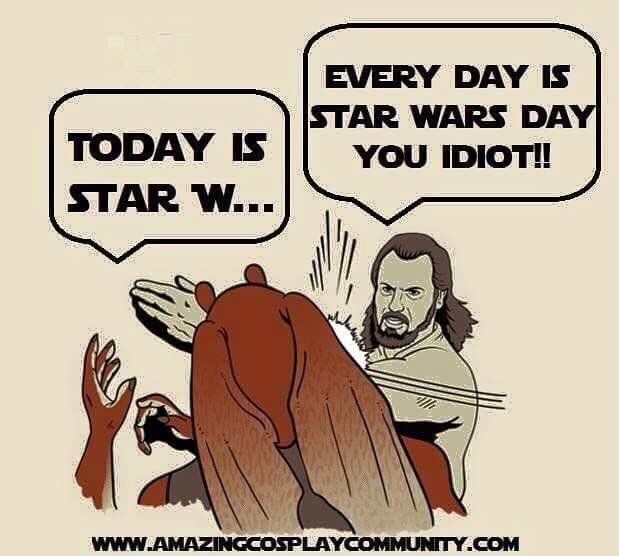 TODAY IS
STAR W...
EVERY DAY IS
STAR WARS DAY
YOU IDIOT!!
WWW.AMAZINGCOSPLAYCOMMUNITY.COM